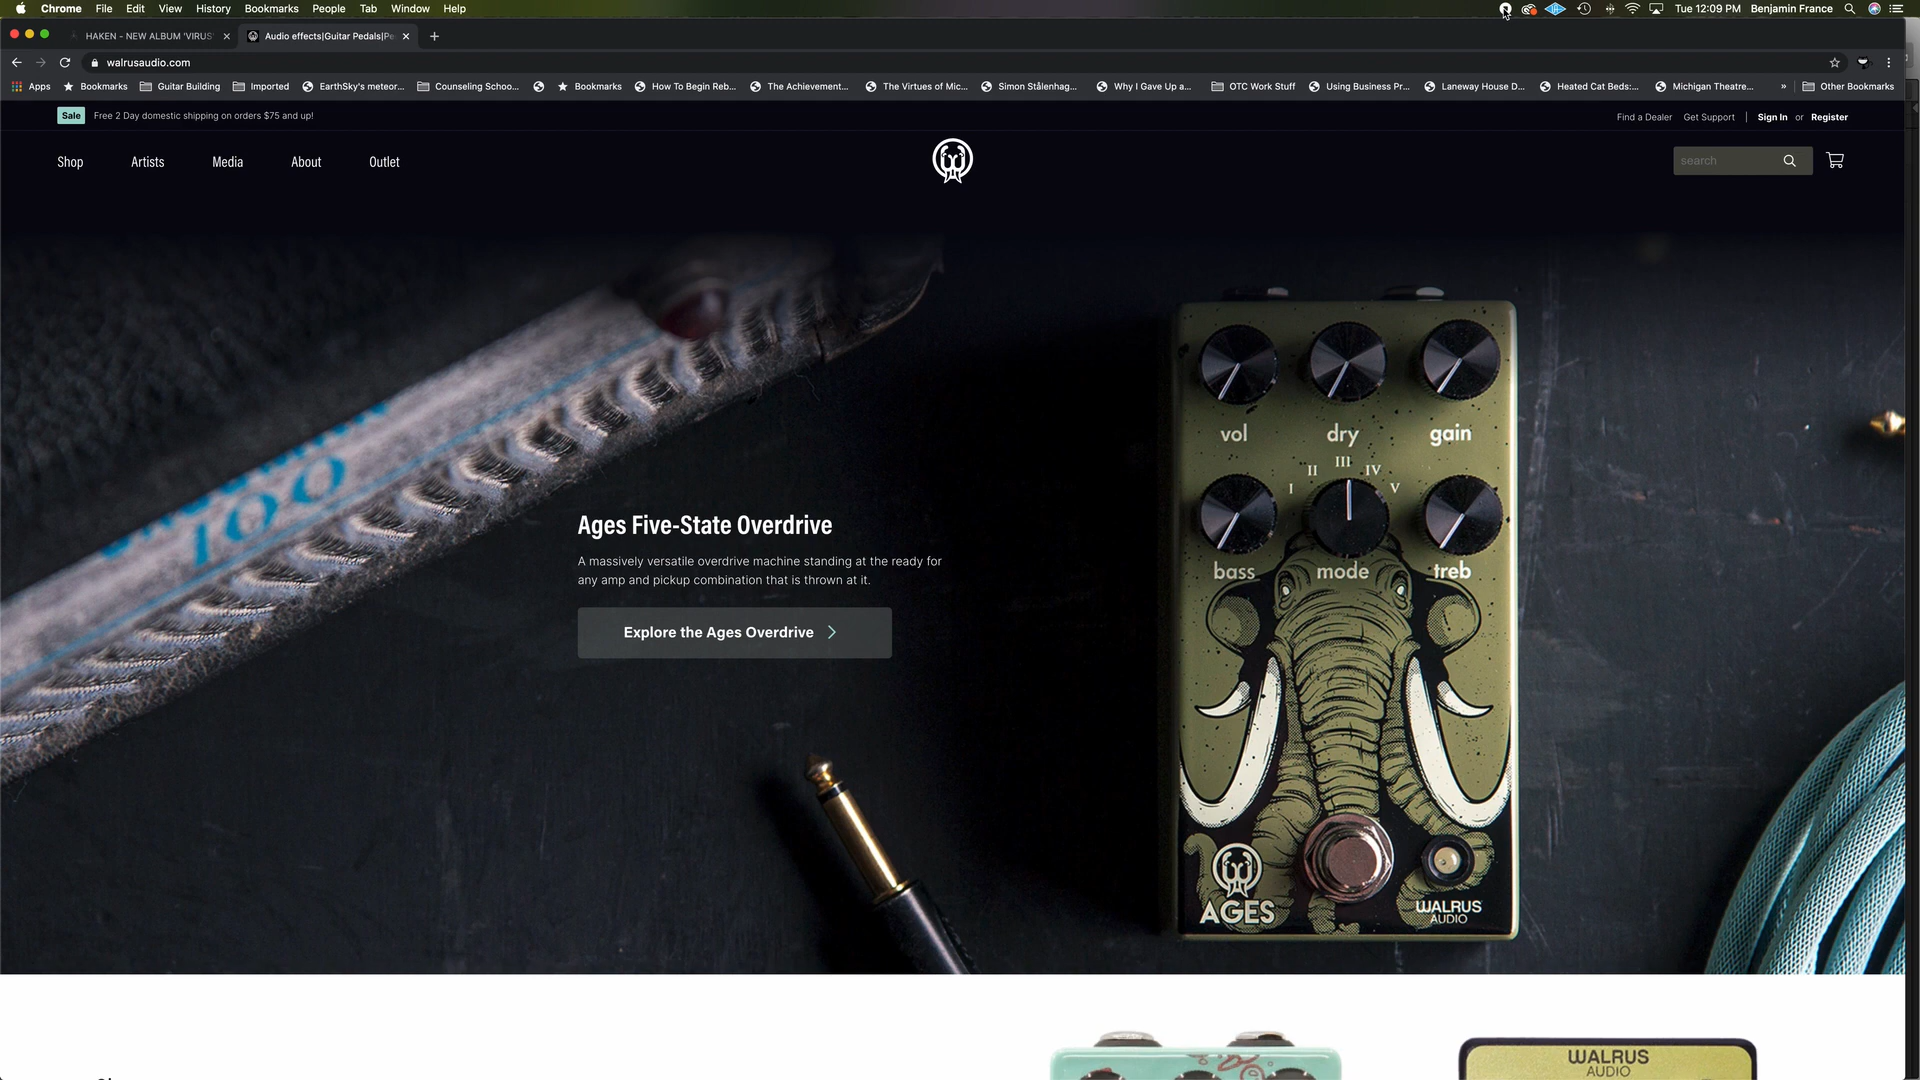 Chrome File Edit View History Bookmarks People Tab Window Help Tue 12:09 PM Benjamin France
HAKEN - NEW ALBUM 'VIRUS' Audio effects|Guitar Pedals|Pe
walrusaudio.com
Apps Bookmarks Guitar Building Imported EarthSky's meteor... Counseling Schoo... Bookmarks How To Begin Reb... The Achievement... The Virtues of Mic... Simon Stålenhag... Why I Gave Up a... OTC Work Stuff Using Business Pr... Laneway House D... Heated Cat Beds:... Michigan Theatre... » Other Bookmarks
Sale Free 2 Day domestic shipping on orders $75 and up! Find a Dealer Get Support | Sign In or Register
Shop Artists Media About Outlet search
100
vol dry gain
I II III IV V
bass mode treb
Ages Five-State Overdrive
A massively versatile overdrive machine standing at the ready for
any amp and pickup combination that is thrown at it.
Explore the Ages Overdrive
AGES
WALRUS
AUDIO
WALRUS
AUDIO